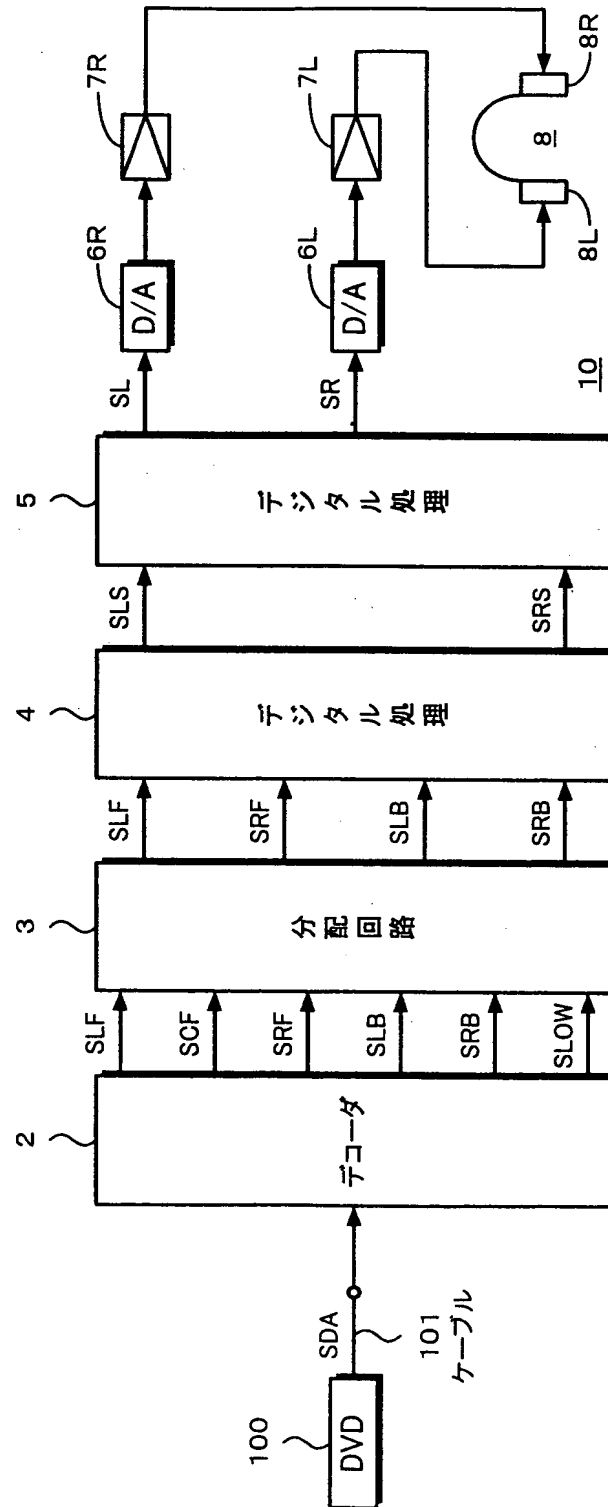 100
DVD
SDA
101
ケーブル
2
デコーダ
SLF
SCF
SRF
SLB
SRB
SLOW
3
分配回路
SLF
SRF
SLB
SRB
4
デジタル処理
SLS
SRS
5
デジタル処理
SL
SR
6R
D/A
6L
D/A
7R
7L
8
8L
8R
10